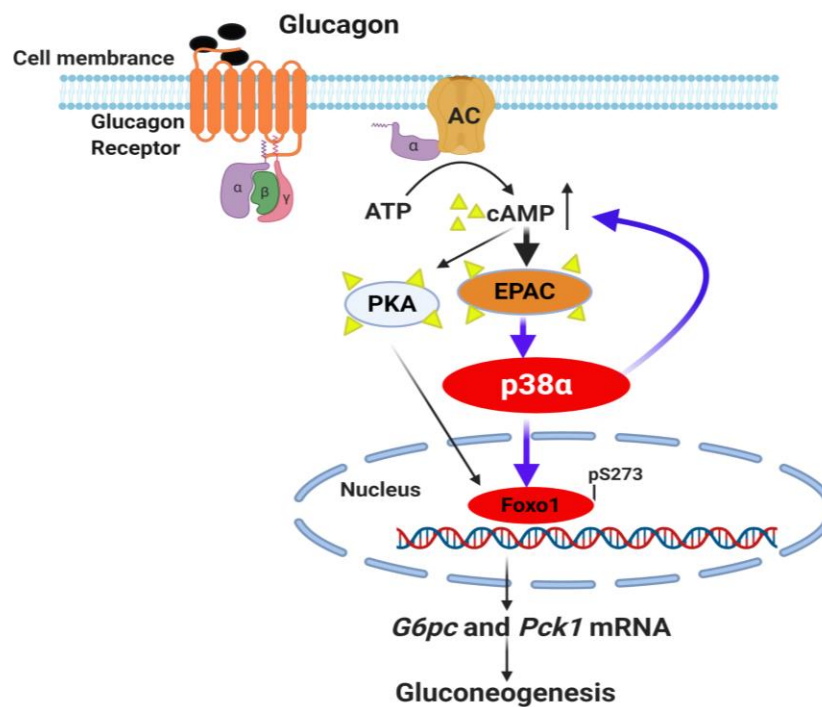 Glucagon
Cell membrance
AC
Glucagon
Receptor
α
α
β
γ
ATP
cAMP
PKA
EPAC
p38α
pS273
Nucleus
Foxo1
G6pc and Pck1 mRNA
Gluconeogenesis